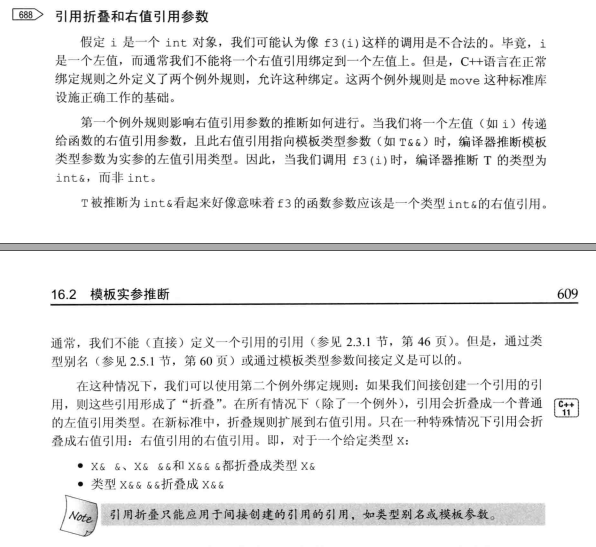 688 引用折叠和右值引用参数
假定 i 是一个 int 对象，我们可能认为像 f3(i)这样的调用是不合法的。毕竟，i
是一个左值，而通常我们不能将一个右值引用绑定到一个左值上。但是，C++语言在正常
绑定规则之外定义了两个例外规则，允许这种绑定。这两个例外规则是 move 这种标准库
设施正确工作的基础。
第一个例外规则影响右值引用参数的推断如何进行。当我们将一个左值（如 i）传递
给函数的右值引用参数，且此右值引用指向模板类型参数（如 T&&）时，编译器推断模板
类型参数为实参的左值引用类型。因此，当我们调用 f3(i)时，编译器推断 T 的类型为
int&，而非 int。
T 被推断为 int&看起来好像意味着 f3 的函数参数应该是一个类型 int&的右值引用。
16.2 模板实参推断 609
通常，我们不能（直接）定义一个引用的引用（参见 2.3.1 节，第 46 页）。但是，通过类
型别名（参见 2.5.1 节，第 60 页）或通过模板类型参数间接定义是可以的。
在这种情况下，我们可以使用第二个例外绑定规则：如果我们间接创建一个引用的引
用，则这些引用形成了“折叠”。在所有情况下（除了一个例外），引用会折叠成一个普通
C++
11
的左值引用类型。在新标准中，折叠规则扩展到右值引用。只在一种特殊情况下引用会折
叠成右值引用：右值引用的右值引用。即，对于一个给定类型 X：
• X& &、X& &&和 X&& &都折叠成类型 X&
• 类型 X&& &&折叠成 X&&
Note 引用折叠只能应用于间接创建的引用的引用，如类型别名或模板参数。